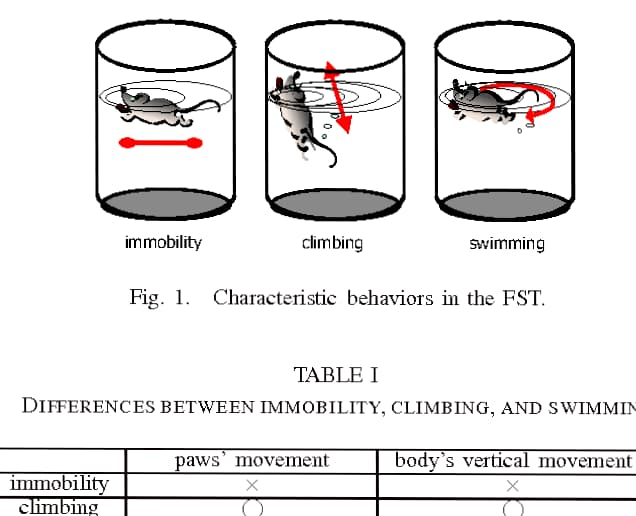 immobility climbing swimming
Fig. 1. Characteristic behaviors in the FST.
TABLE I
DIFFERENCES BETWEEN IMMOBILITY, CLIMBING, AND SWIMMIN
paws' movement body's vertical movement
immobility × ×
climbing ○ ○